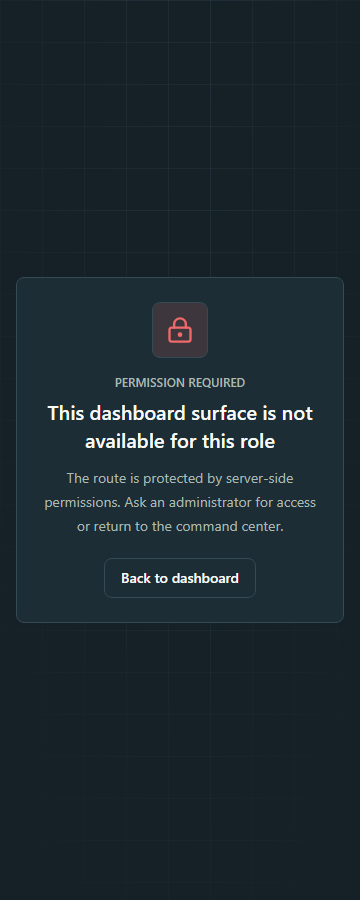 PERMISSION REQUIRED
This dashboard surface is not
available for this role
The route is protected by server-side
permissions. Ask an administrator for access
or return to the command center.
Back to dashboard